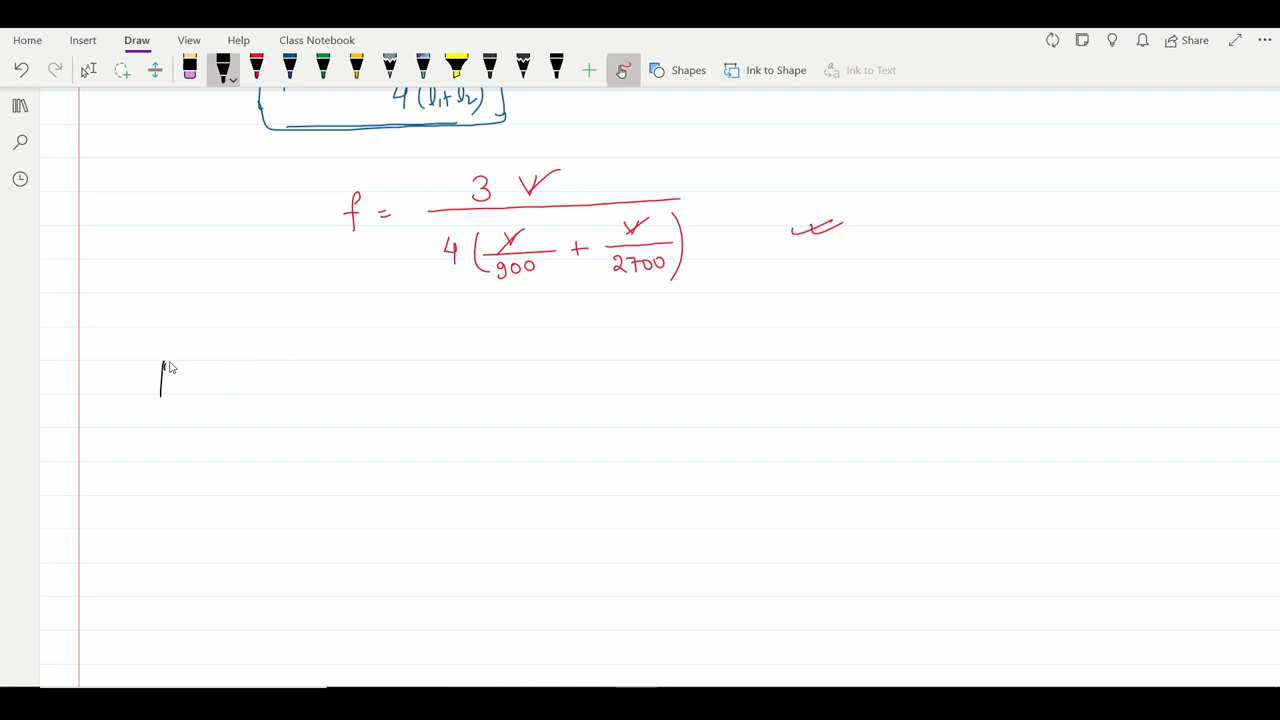 Home Insert Draw View Help Class Notebook Share
Shapes Ink to Shape Ink to Text
4 (l₁+l₂)
3 V
f =
4 ( V/900 + V/2700 )